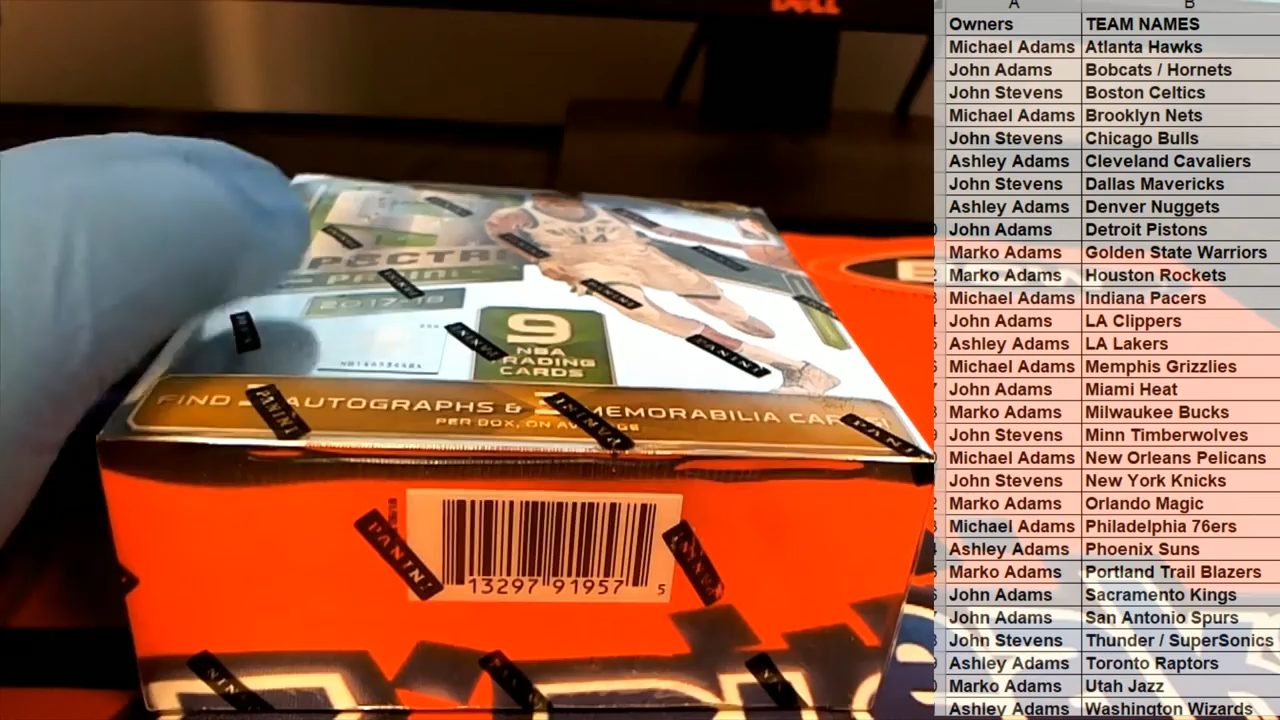 DELL
PANINI
2017-18
9
NBA
TRADING
CARDS
FIND
AUTOGRAPHS &
MEMORABILIA
PER BOX, ON AVERAGE
PANINI
PANINI
PANINI
13297 91957 5
A B
Owners TEAM NAMES
Michael Adams Atlanta Hawks
John Adams Bobcats / Hornets
John Stevens Boston Celtics
Michael Adams Brooklyn Nets
John Stevens Chicago Bulls
Ashley Adams Cleveland Cavaliers
John Stevens Dallas Mavericks
Ashley Adams Denver Nuggets
John Adams Detroit Pistons
Marko Adams Golden State Warriors
Marko Adams Houston Rockets
Michael Adams Indiana Pacers
John Adams LA Clippers
Ashley Adams LA Lakers
Michael Adams Memphis Grizzlies
John Adams Miami Heat
Marko Adams Milwaukee Bucks
John Stevens Minn Timberwolves
Michael Adams New Orleans Pelicans
John Stevens New York Knicks
Marko Adams Orlando Magic
Michael Adams Philadelphia 76ers
Ashley Adams Phoenix Suns
Marko Adams Portland Trail Blazers
John Adams Sacramento Kings
John Adams San Antonio Spurs
John Stevens Thunder / SuperSonics
Ashley Adams Toronto Raptors
Marko Adams Utah Jazz
Ashley Adams Washington Wizards